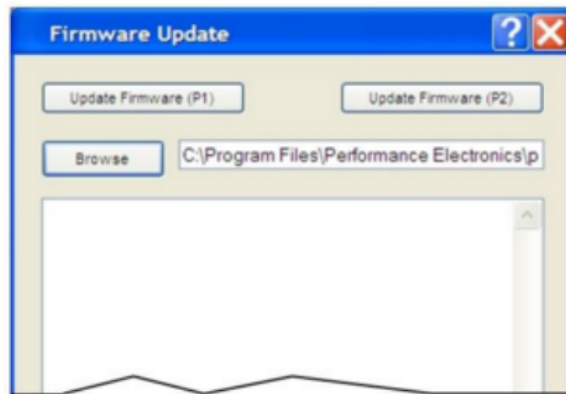 Firmware Update
Update Firmware (P1) Update Firmware (P2)
Browse C:\Program Files\Performance Electronics\p